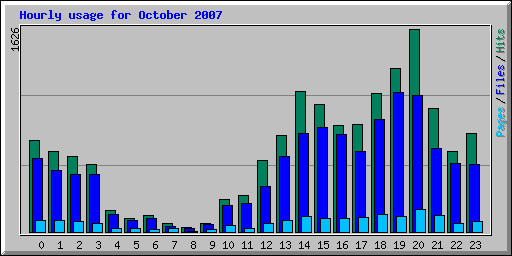 Hourly usage for October 2007
1626
Pages / Files / Hits
0 1 2 3 4 5 6 7 8 9 10 11 12 13 14 15 16 17 18 19 20 21 22 23